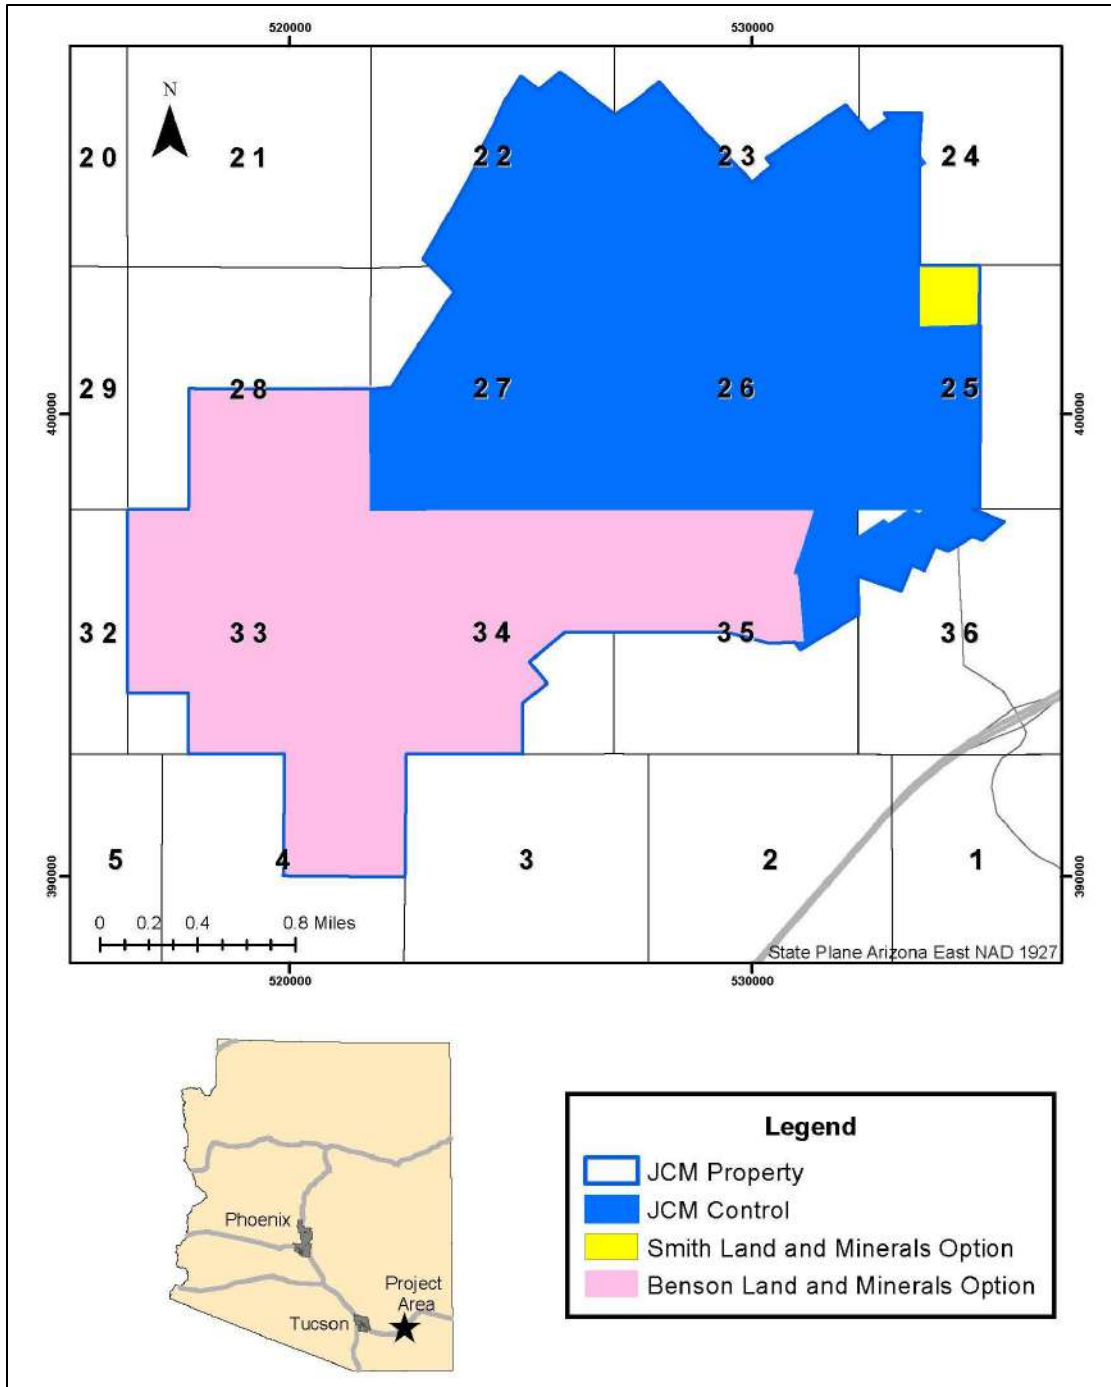 520000 530000
N
20 21 22 23 24
400000 29 28 27 26 25 400000
32 33 34 35 36
390000 5 4 3 2 1 390000
0 0.2 0.4 0.8 Miles
State Plane Arizona East NAD 1927
520000 530000
Phoenix
Project
Area
Tucson
Legend
JCM Property
JCM Control
Smith Land and Minerals Option
Benson Land and Minerals Option